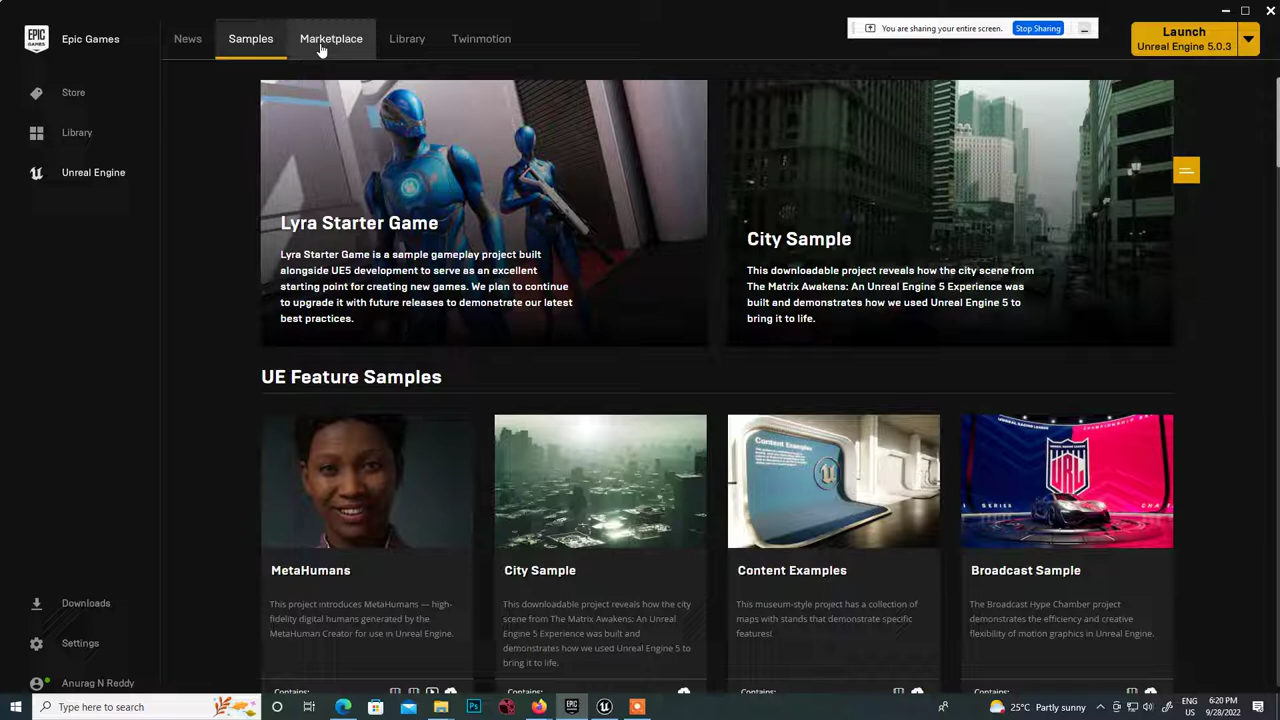 EPIC GAMES
Epic Games
News
Samples
Library
Twinmotion
You are sharing your entire screen.
Stop Sharing
Launch
Unreal Engine 5.0.3
Store
Library
Unreal Engine
Lyra Starter Game
Lyra Starter Game is a sample gameplay project built
alongside UE5 development to serve as an excellent
starting point for creating new games. We plan to continue
to upgrade it with future releases to demonstrate our latest
best practices.
City Sample
This downloadable project reveals how the city scene from
The Matrix Awakens: An Unreal Engine 5 Experience was
built and demonstrates how we used Unreal Engine 5 to
bring it to life.
UE Feature Samples
Content Examples
URL
SERIES
MetaHumans
This project introduces MetaHumans — high-
fidelity digital humans generated by the
MetaHuman Creator for use in Unreal Engine.
Contains:
City Sample
This downloadable project reveals how the city
scene from The Matrix Awakens: An Unreal
Engine 5 Experience was built and
demonstrates how we used Unreal Engine 5 to
bring it to life.
Contains:
Content Examples
This museum-style project has a collection of
maps with stands that demonstrate specific
features!
Contains:
Broadcast Sample
The Broadcast Hype Chamber project
demonstrates the efficiency and creative
flexibility of motion graphics in Unreal Engine.
Contains:
Downloads
Settings
Anurag N Reddy
Type here to search
Ps
25°C Partly sunny
ENG
US
6:20 PM
9/28/2022